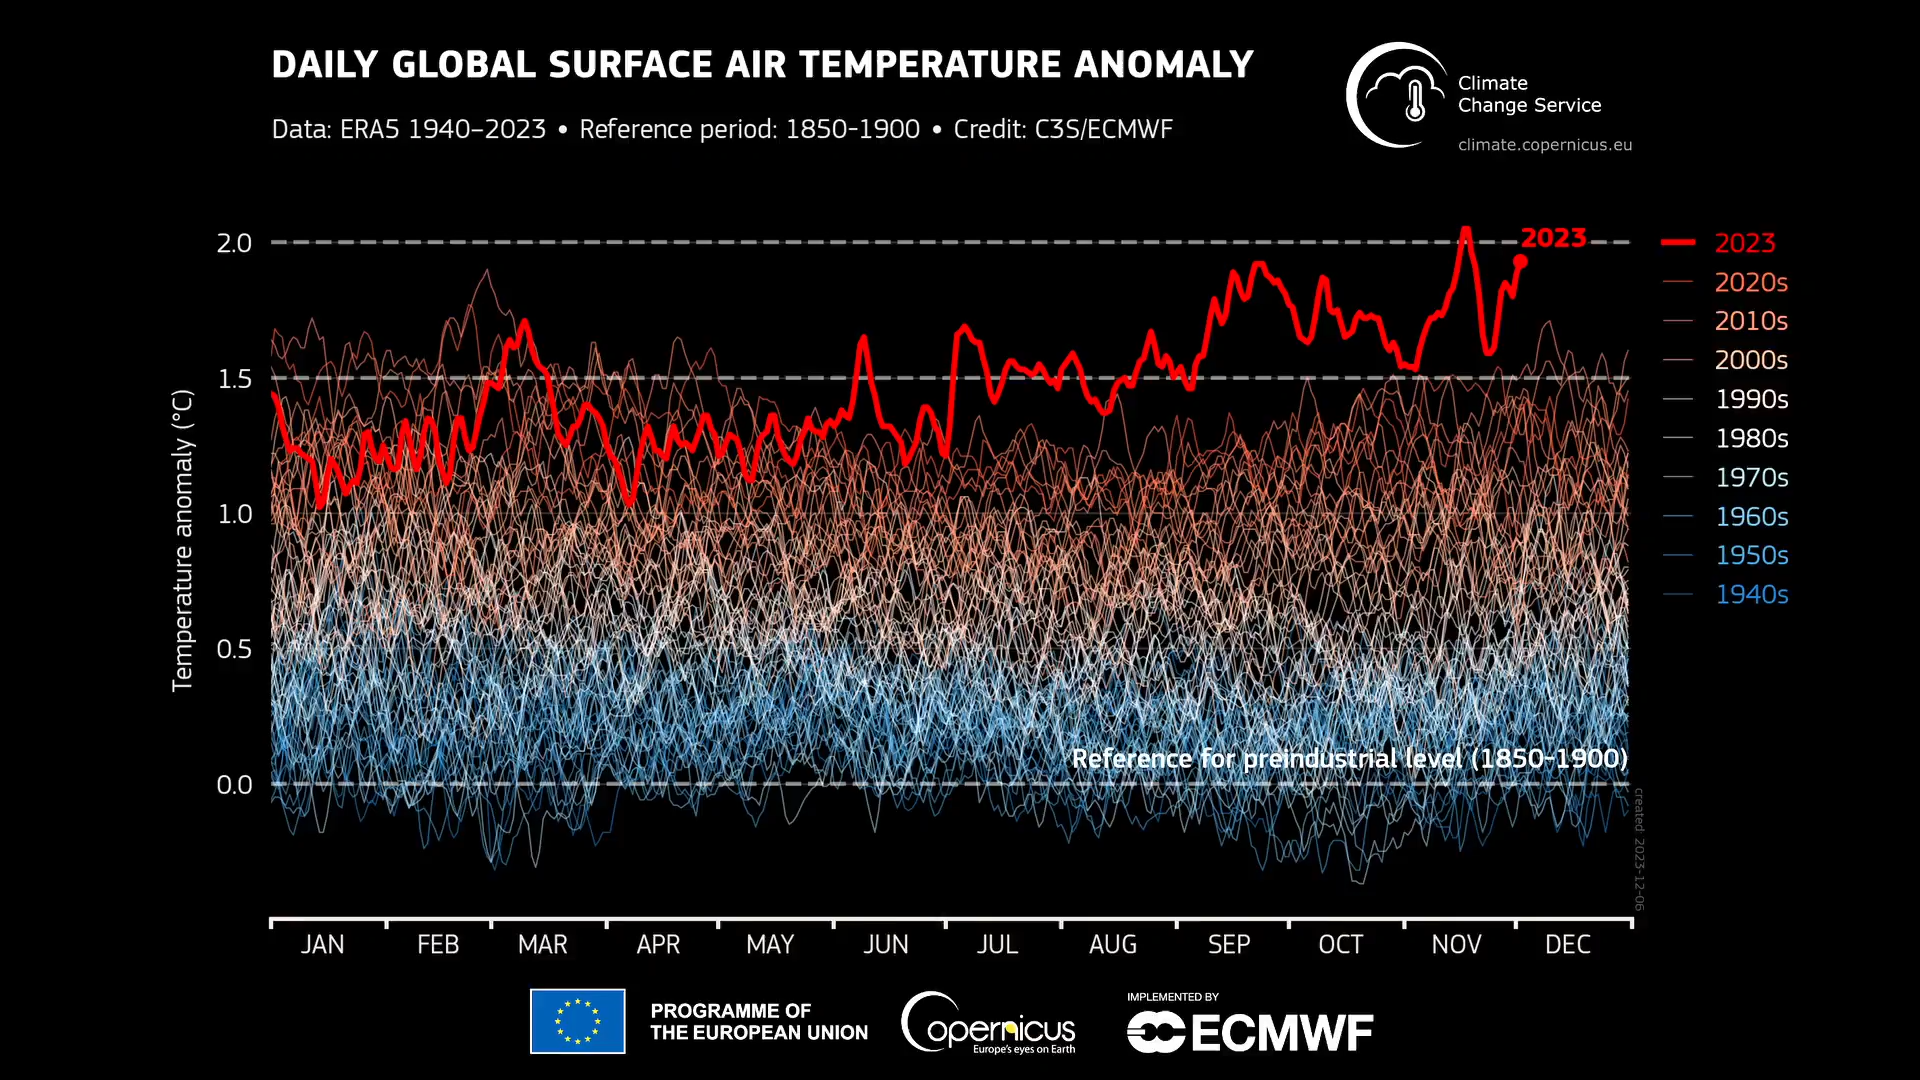 DAILY GLOBAL SURFACE AIR TEMPERATURE ANOMALY
Data: ERA5 1940–2023 • Reference period: 1850-1900 • Credit: C3S/ECMWF
Climate
Change Service
climate.copernicus.eu
Temperature anomaly (°C)
2.0
1.5
1.0
0.5
0.0
2023
Reference for preindustrial level (1850–1900)
created: 2023-12-06
2023
2020s
2010s
2000s
1990s
1980s
1970s
1960s
1950s
1940s
JAN FEB MAR APR MAY JUN JUL AUG SEP OCT NOV DEC
PROGRAMME OF
THE EUROPEAN UNION
opernicus
Europe's eyes on Earth
IMPLEMENTED BY
ECMWF